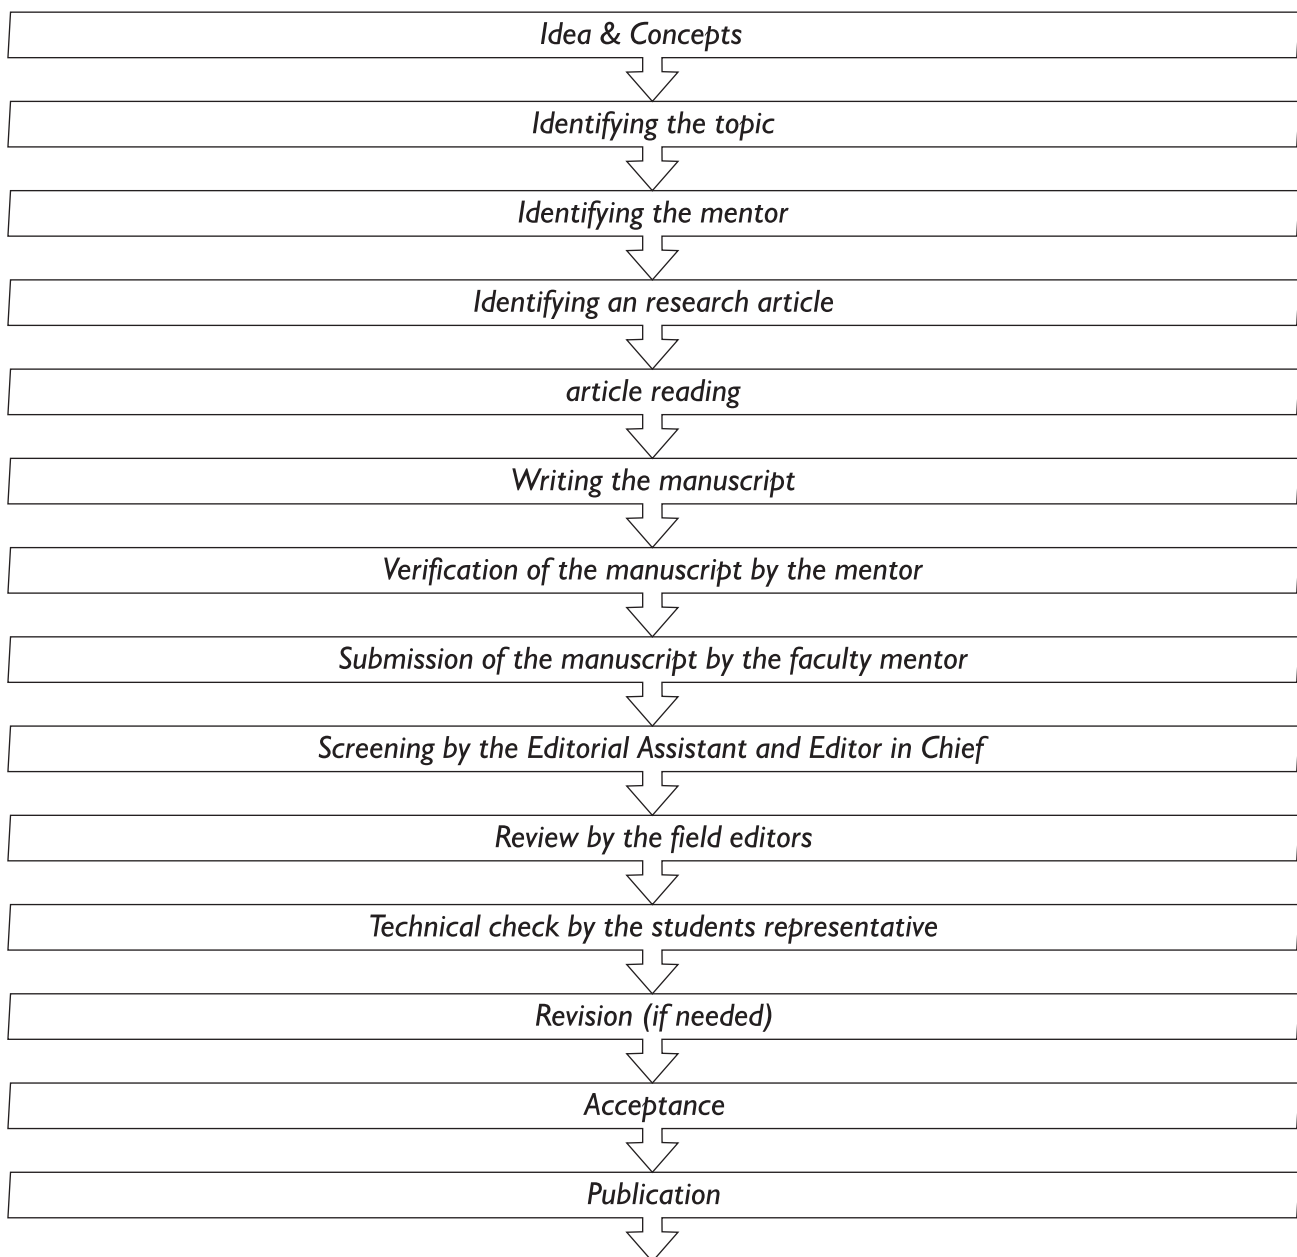 Idea & Concepts
Identifying the topic
Identifying the mentor
Identifying an research article
article reading
Writing the manuscript
Verification of the manuscript by the mentor
Submission of the manuscript by the faculty mentor
Screening by the Editorial Assistant and Editor in Chief
Review by the field editors
Technical check by the students representative
Revision (if needed)
Acceptance
Publication